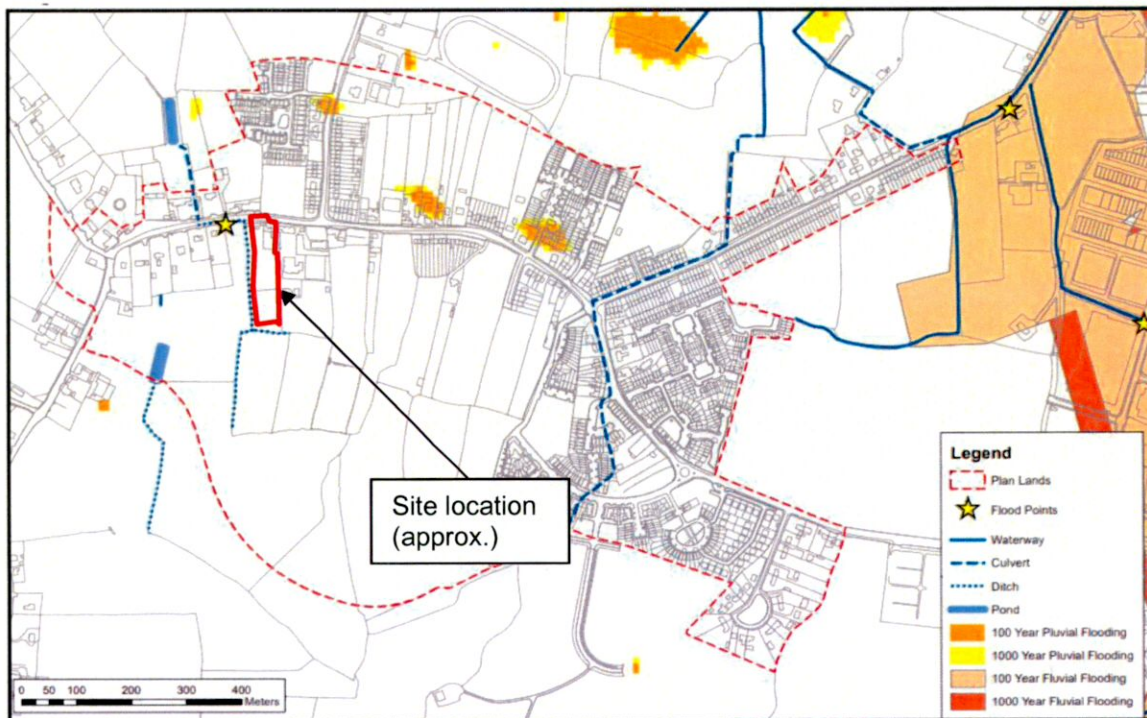 Site location
(approx.)
Legend
Plan Lands
Flood Points
Waterway
Culvert
Ditch
Pond
100 Year Pluvial Flooding
1000 Year Pluvial Flooding
100 Year Fluvial Flooding
1000 Year Fluvial Flooding
0 50 100 200 300 400
Meters